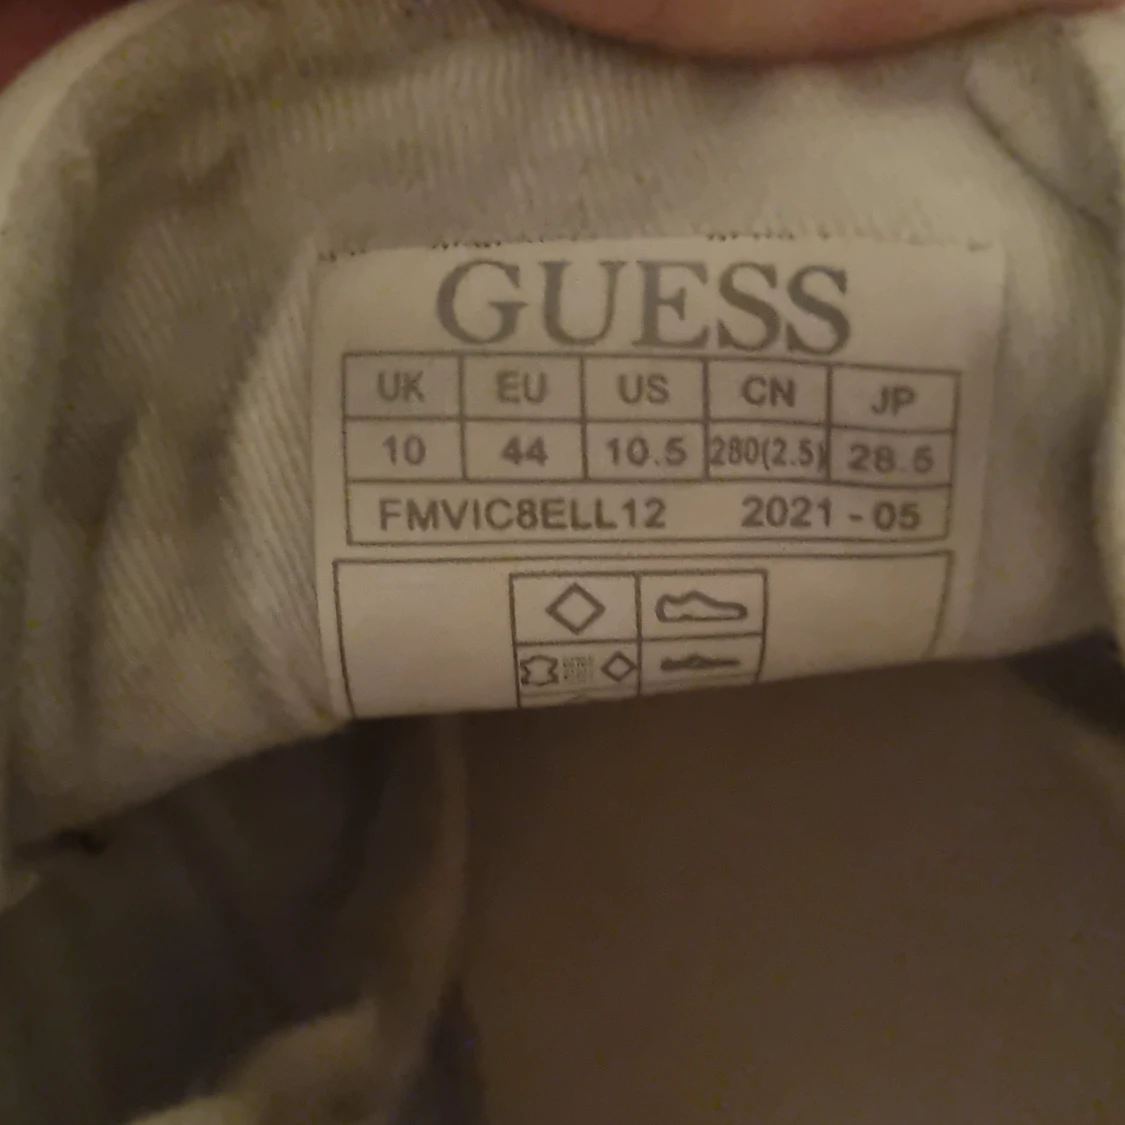 GUESS
UK EU US CN JP
10 44 10.5 280(2.5) 28.5
FMVIC8ELL12 2021 - 05